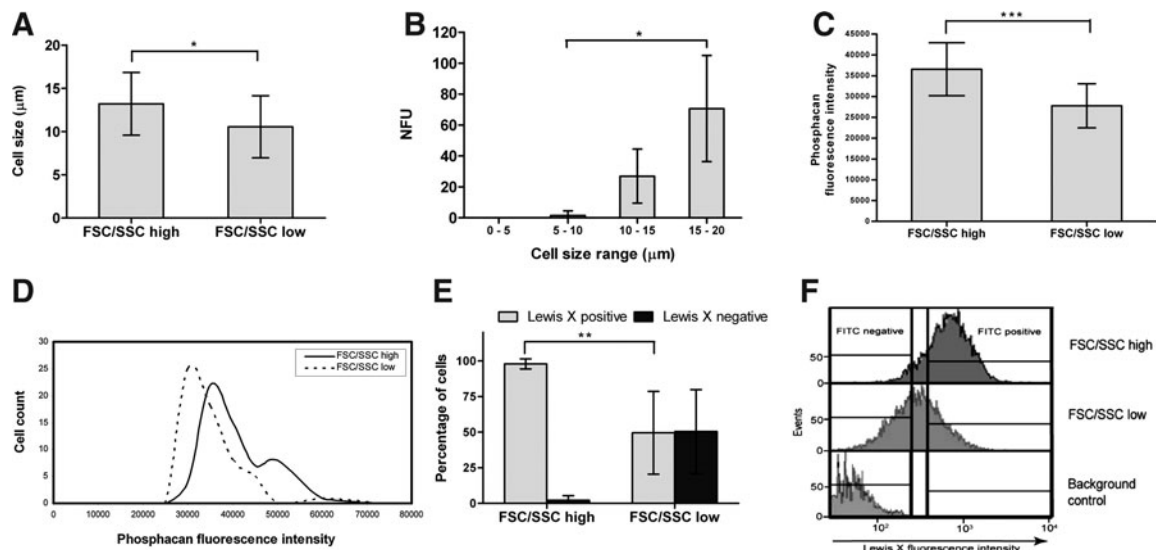 A
*
Cell size (μm)
20
15
10
5
0
FSC/SSC high FSC/SSC low
B
*
NFU
120
100
80
60
40
20
0
0 - 5 5 - 10 10 - 15 15 - 20
Cell size range (μm)
C
***
Phosphacan
fluorescence intensity
45000
40000
35000
30000
25000
20000
15000
10000
5000
0
FSC/SSC high FSC/SSC low
D
Cell count
30
25
20
15
10
5
0
FSC/SSC high
FSC/SSC low
0 10000 20000 30000 40000 50000 60000 70000 80000
Phosphacan fluorescence intensity
E
Lewis X positive Lewis X negative
**
Percentage of cells
100
75
50
25
0
FSC/SSC high FSC/SSC low
F
FITC negative FITC positive
FSC/SSC high
50
0
FSC/SSC low
50
0
Background
control
50
0
Events
10² 10³ 10⁴
Lewis X fluorescence intensity